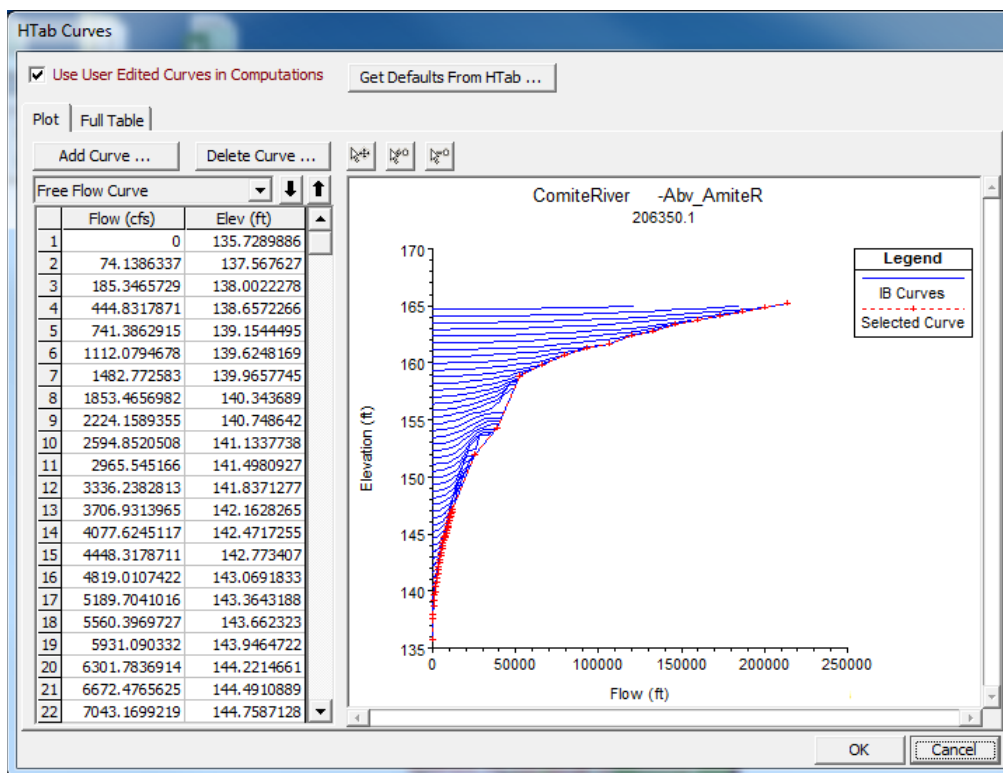 HTab Curves
Use User Edited Curves in Computations
Get Defaults From HTab ...
Plot
Full Table
Add Curve ...
Delete Curve ...
Free Flow Curve
Flow (cfs) Elev (ft)
1 0 135.7289886
2 74.1386337 137.567627
3 185.3465729 138.0022278
4 444.8317871 138.6572266
5 741.3862915 139.1544495
6 1112.0794678 139.6248169
7 1482.772583 139.9657745
8 1853.4656982 140.343689
9 2224.1589355 140.748642
10 2594.8520508 141.1337738
11 2965.545166 141.4980927
12 3336.2382813 141.8371277
13 3706.9313965 142.1628265
14 4077.6245117 142.4717255
15 4448.3178711 142.773407
16 4819.0107422 143.0691833
17 5189.7041016 143.3643188
18 5560.3969727 143.662323
19 5931.090332 143.9464722
20 6301.7836914 144.2214661
21 6672.4765625 144.4910889
22 7043.1699219 144.7587128
ComiteRiver -Abv_AmiteR
206350.1
170
165
160
155
150
145
140
135
Elevation (ft)
0 50000 100000 150000 200000 250000
Flow (ft)
Legend
IB Curves
Selected Curve
OK
Cancel